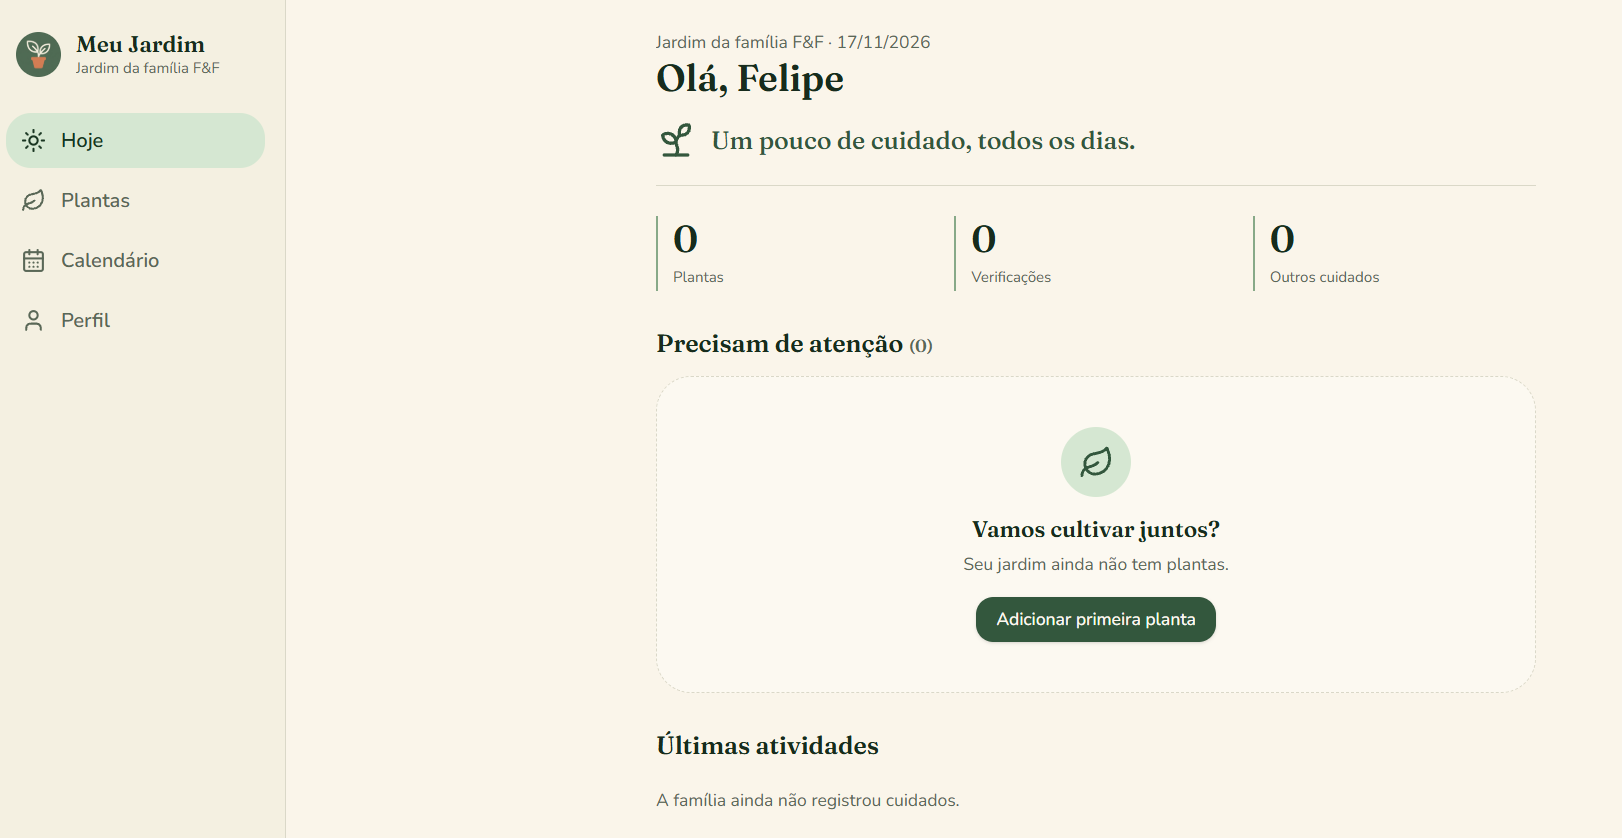 Meu Jardim
Jardim da família F&F
Hoje
Plantas
Calendário
Perfil
Jardim da família F&F · 17/11/2026
Olá, Felipe
Um pouco de cuidado, todos os dias.
0
Plantas
0
Verificações
0
Outros cuidados
Precisam de atenção (0)
Vamos cultivar juntos?
Seu jardim ainda não tem plantas.
Adicionar primeira planta
Últimas atividades
A família ainda não registrou cuidados.